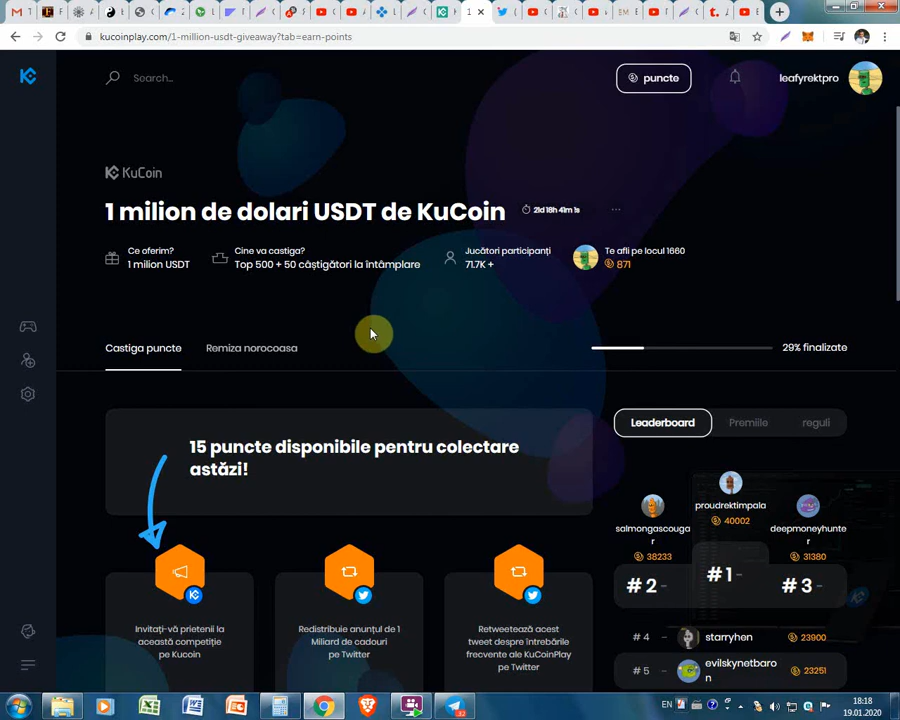 kucoinplay.com/1-million-usdt-giveaway?tab=earn-points
Search...
puncte
leafyrektpro
KuCoin
1 milion de dolari USDT de KuCoin
21d 18h 41m 1s
Ce oferim?
1 milion USDT
Cine va castiga?
Top 500 + 50 câștigători la întâmplare
Jucători participanți
71.7K +
Te afli pe locul 1660
871
Castiga puncte
Remiza norocoasa
29% finalizate
15 puncte disponibile pentru colectare
astăzi!
Leaderboard
Premiile
reguli
proudrektimpala
40002
salmongascouga
r
38233
deepmoneyhunte
r
31380
#1
#2
#3
Invitați-vă prietenii la
această competiție
pe Kucoin
Redistribuie anunțul de 1
Miliard de cadouri
pe Twitter
Retweetează acest
tweet despre întrebările
frecvente ale KuCoinPlay
pe Twitter
# 4
starryhen
23900
# 5
evilskynetbaro
n
23251
EN
18:18
19.01.2020